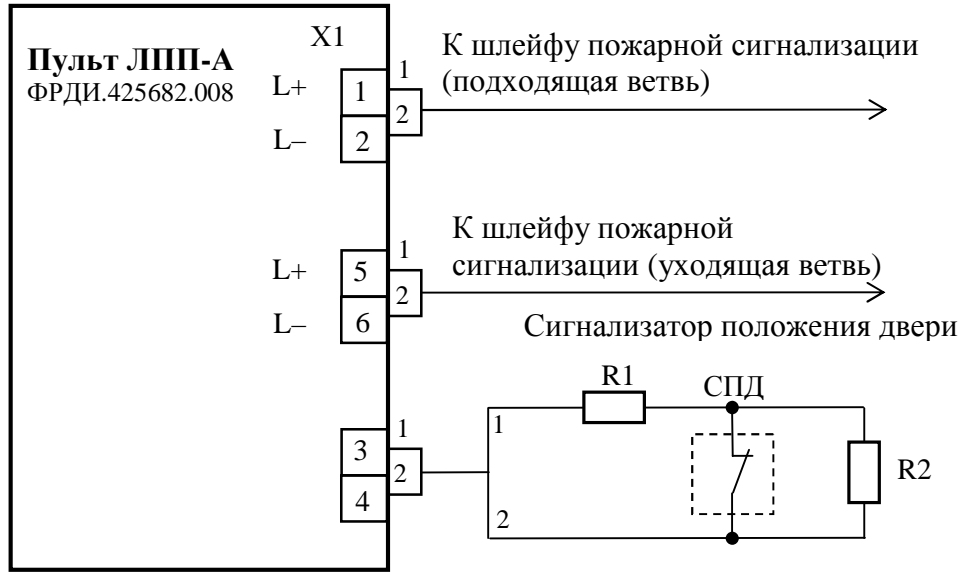 Пульт ЛПП-А
ФРДИ.425682.008
X1
L+
1
1
2
L–
2
К шлейфу пожарной сигнализации
(подходящая ветвь)
L+
5
1
2
L–
6
К шлейфу пожарной
сигнализации (уходящая ветвь)
Сигнализатор положения двери
3
1
2
4
1
2
R1
СПД
R2